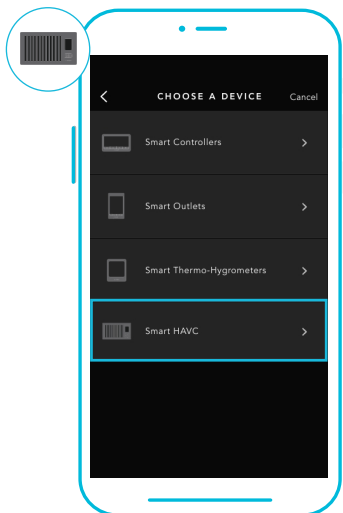 CHOOSE A DEVICE Cancel
Smart Controllers
Smart Outlets
Smart Thermo-Hygrometers
Smart HAVC